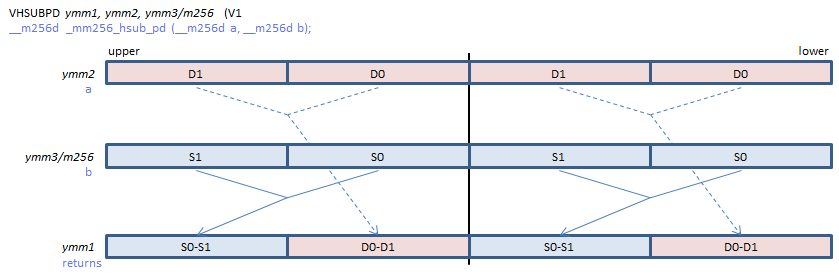 VHSUBPD ymm1, ymm2, ymm3/m256 (V1
__m256d _mm256_hsub_pd (__m256d a, __m256d b);
upper lower
ymm2 D1 D0 D1 D0
a
ymm3/m256 S1 S0 S1 S0
b
ymm1 S0-S1 D0-D1 S0-S1 D0-D1
returns